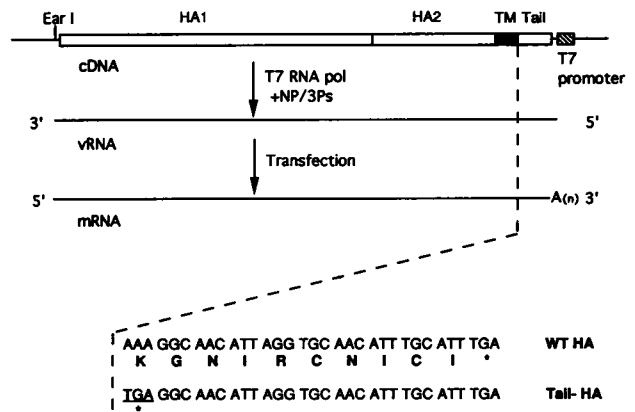 Ear I HA1 HA2 TM Tail
cDNA
T7 promoter
T7 RNA pol
+NP/3Ps
3' 5'
vRNA
Transfection
5' A(n) 3'
mRNA
AAA GGC AAC ATT AGG TGC AAC ATT TGC ATT TGA WT HA
K G N I R C N I C I *
TGA GGC AAC ATT AGG TGC AAC ATT TGC ATT TGA Tail- HA
*